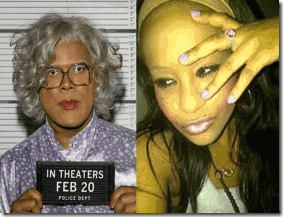 IN THEATERS
FEB 20
POLICE DEPT